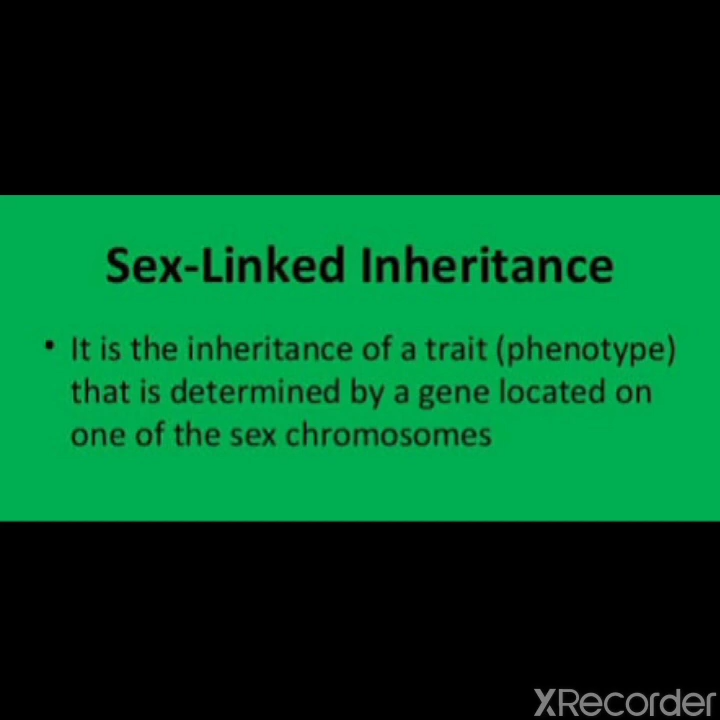 Sex-Linked Inheritance
• It is the inheritance of a trait (phenotype)
that is determined by a gene located on
one of the sex chromosomes
XRecorder